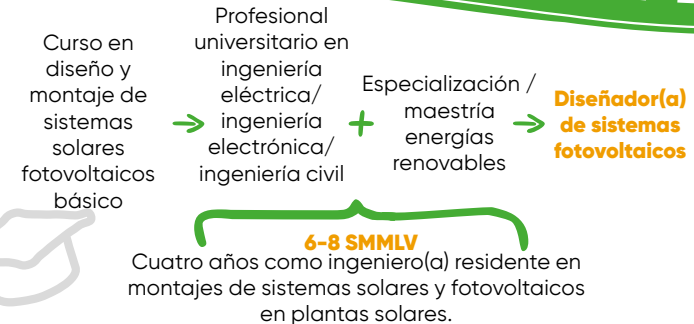 Curso en
diseño y
montaje de
sistemas
solares
fotovoltaicos
básico
Profesional
universitario en
ingeniería
eléctrica/
ingeniería
electrónica/
ingeniería civil
+
Especialización /
maestría
energías
renovables
Diseñador(a)
de sistemas
fotovoltaicos
6-8 SMMLV
Cuatro años como ingeniero(a) residente en
montajes de sistemas solares y fotovoltaicos
en plantas solares.